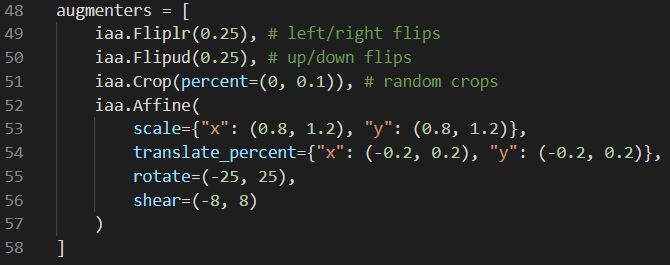 48 augmenters = [
49     iaa.Fliplr(0.25), # left/right flips
50     iaa.Flipud(0.25), # up/down flips
51     iaa.Crop(percent=(0, 0.1)), # random crops
52     iaa.Affine(
53         scale={"x": (0.8, 1.2), "y": (0.8, 1.2)},
54         translate_percent={"x": (-0.2, 0.2), "y": (-0.2, 0.2)},
55         rotate=(-25, 25),
56         shear=(-8, 8)
57     )
58 ]